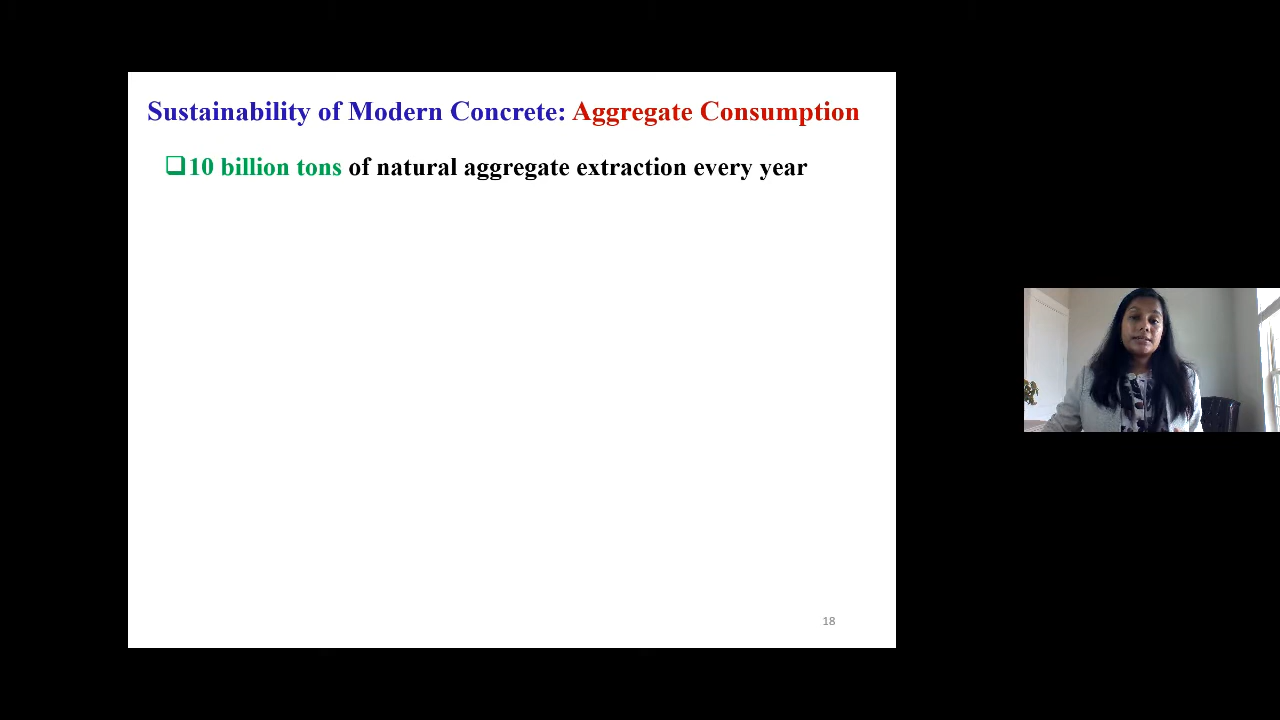 Sustainability of Modern Concrete: Aggregate Consumption
❑10 billion tons of natural aggregate extraction every year
18